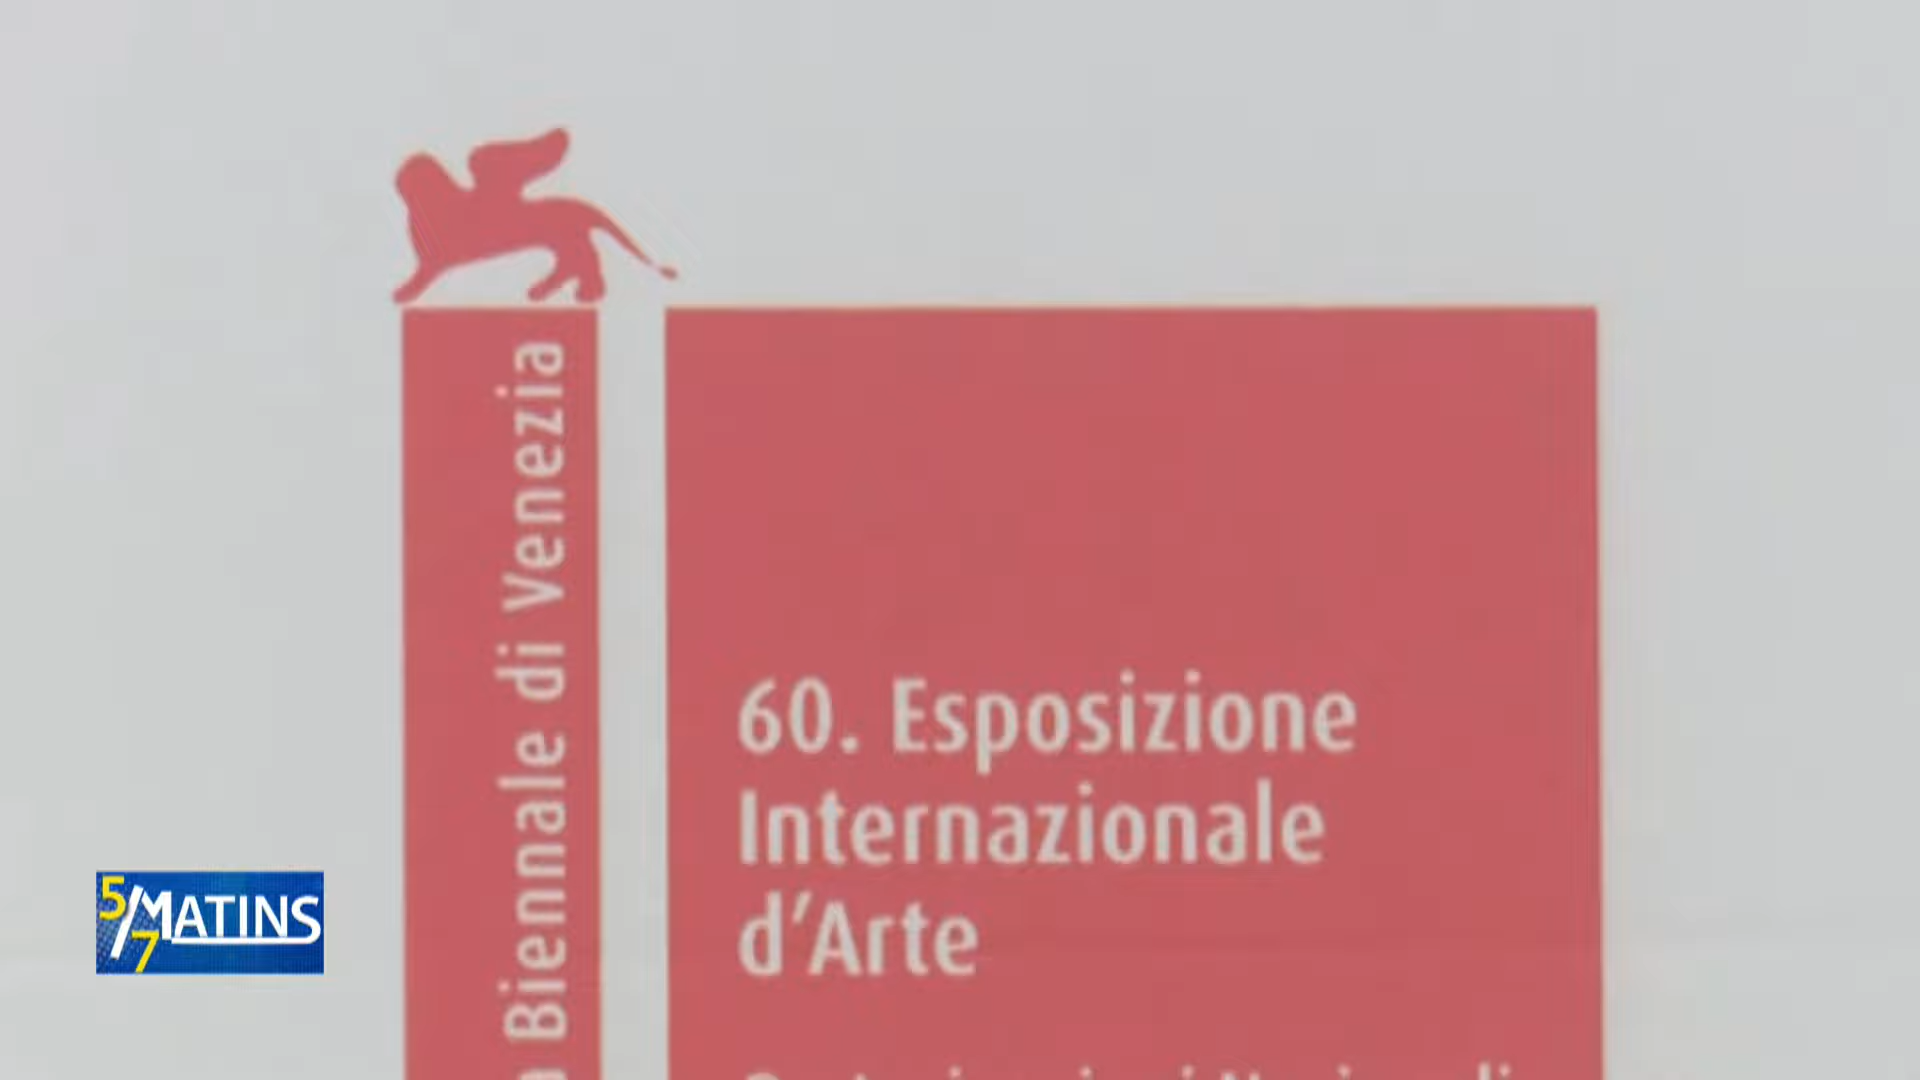 Biennale di Venezia
60. Esposizione
Internazionale
d'Arte
5/7 MATINS